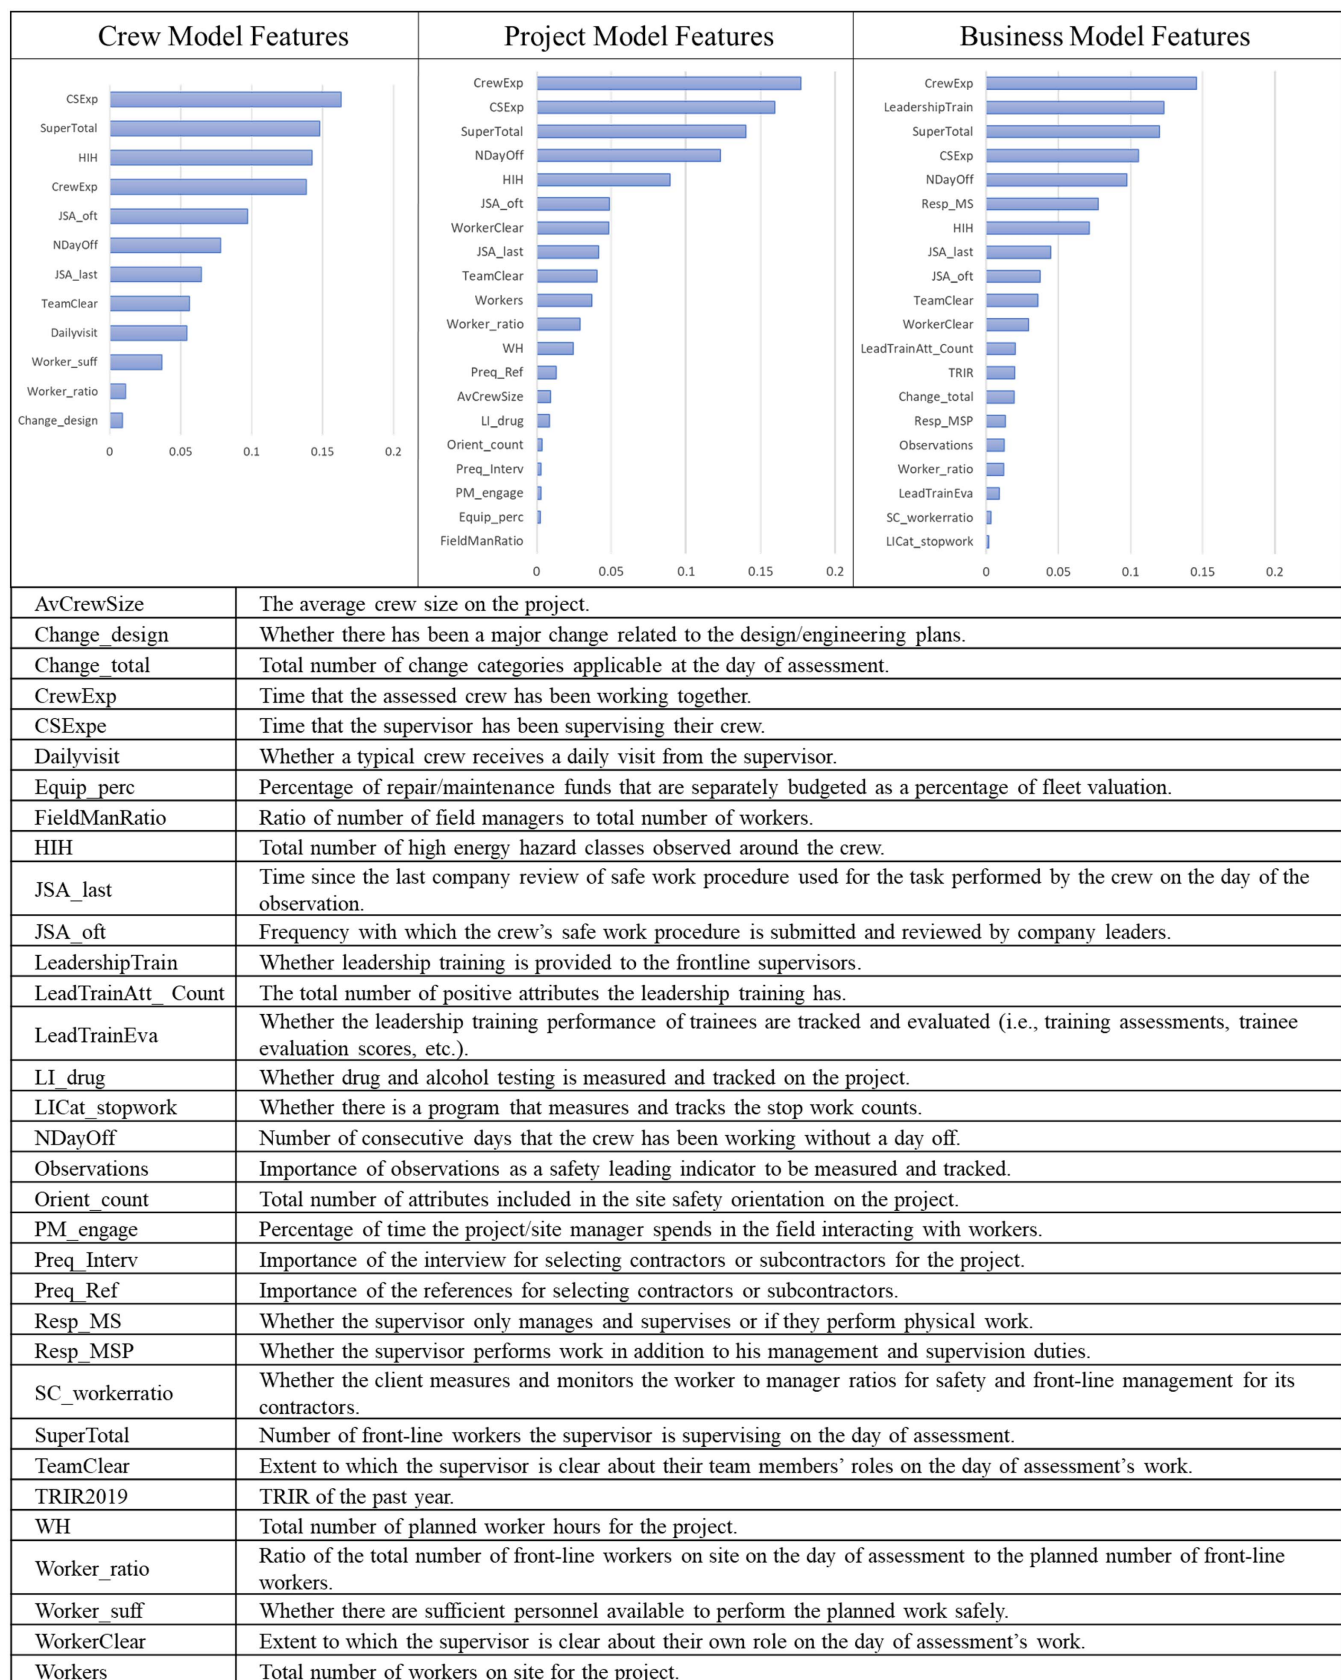 Crew Model Features
Project Model Features
Business Model Features
CSExp
SuperTotal
HIH
CrewExp
JSA_oft
NDayOff
JSA_last
TeamClear
Dailyvisit
Worker_suff
Worker_ratio
Change_design
0 0.05 0.1 0.15 0.2
CrewExp
CSExp
SuperTotal
NDayOff
HIH
JSA_oft
WorkerClear
JSA_last
TeamClear
Workers
Worker_ratio
WH
Preq_Ref
AvCrewSize
LI_drug
Orient_count
Preq_Interv
PM_engage
Equip_perc
FieldManRatio
0 0.05 0.1 0.15 0.2
CrewExp
LeadershipTrain
SuperTotal
CSExp
NDayOff
Resp_MS
HIH
JSA_last
JSA_oft
TeamClear
WorkerClear
LeadTrainAtt_Count
TRIR
Change_total
Resp_MSP
Observations
Worker_ratio
LeadTrainEva
SC_workerratio
LICat_stopwork
0 0.05 0.1 0.15 0.2
AvCrewSize The average crew size on the project.
Change_design Whether there has been a major change related to the design/engineering plans.
Change_total Total number of change categories applicable at the day of assessment.
CrewExp Time that the assessed crew has been working together.
CSExpe Time that the supervisor has been supervising their crew.
Dailyvisit Whether a typical crew receives a daily visit from the supervisor.
Equip_perc Percentage of repair/maintenance funds that are separately budgeted as a percentage of fleet valuation.
FieldManRatio Ratio of number of field managers to total number of workers.
HIH Total number of high energy hazard classes observed around the crew.
JSA_last Time since the last company review of safe work procedure used for the task performed by the crew on the day of the
observation.
JSA_oft Frequency with which the crew's safe work procedure is submitted and reviewed by company leaders.
LeadershipTrain Whether leadership training is provided to the frontline supervisors.
LeadTrainAtt_ Count The total number of positive attributes the leadership training has.
LeadTrainEva Whether the leadership training performance of trainees are tracked and evaluated (i.e., training assessments, trainee
evaluation scores, etc.).
LI_drug Whether drug and alcohol testing is measured and tracked on the project.
LICat_stopwork Whether there is a program that measures and tracks the stop work counts.
NDayOff Number of consecutive days that the crew has been working without a day off.
Observations Importance of observations as a safety leading indicator to be measured and tracked.
Orient_count Total number of attributes included in the site safety orientation on the project.
PM_engage Percentage of time the project/site manager spends in the field interacting with workers.
Preq_Interv Importance of the interview for selecting contractors or subcontractors for the project.
Preq_Ref Importance of the references for selecting contractors or subcontractors.
Resp_MS Whether the supervisor only manages and supervises or if they perform physical work.
Resp_MSP Whether the supervisor performs work in addition to his management and supervision duties.
SC_workerratio Whether the client measures and monitors the worker to manager ratios for safety and front-line management for its
contractors.
SuperTotal Number of front-line workers the supervisor is supervising on the day of assessment.
TeamClear Extent to which the supervisor is clear about their team members' roles on the day of assessment's work.
TRIR2019 TRIR of the past year.
WH Total number of planned worker hours for the project.
Worker_ratio Ratio of the total number of front-line workers on site on the day of assessment to the planned number of front-line
workers.
Worker_suff Whether there are sufficient personnel available to perform the planned work safely.
WorkerClear Extent to which the supervisor is clear about their own role on the day of assessment's work.
Workers Total number of workers on site for the project.